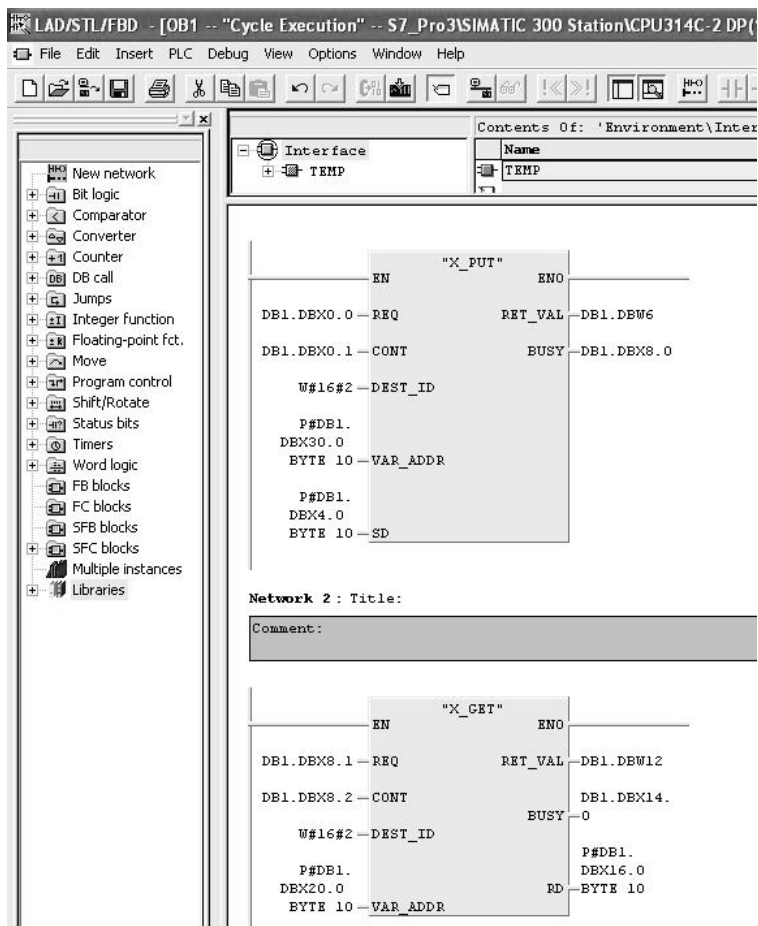 LAD/STL/FBD - [OB1 -- "Cycle Execution" -- S7_Pro3\SIMATIC 300 Station\CPU314C-2 DP(
File Edit Insert PLC Debug View Options Window Help
Contents Of: 'Environment\Inter
Interface
Name
TEMP
TEMP
New network
Bit logic
Comparator
Converter
Counter
DB call
Jumps
Integer function
Floating-point fct.
Move
Program control
Shift/Rotate
Status bits
Timers
Word logic
FB blocks
FC blocks
SFB blocks
SFC blocks
Multiple instances
Libraries
"X_PUT"
EN ENO
DB1.DBX0.0 REQ RET_VAL DB1.DBW6
DB1.DBX0.1 CONT BUSY DB1.DBX8.0
W#16#2 DEST_ID
P#DB1.
DBX30.0
BYTE 10 VAR_ADDR
P#DB1.
DBX4.0
BYTE 10 SD
Network 2: Title:
Comment:
"X_GET"
EN ENO
DB1.DBX8.1 REQ RET_VAL DB1.DBW12
DB1.DBX8.2 CONT DB1.DBX14.
BUSY 0
W#16#2 DEST_ID
P#DB1.
P#DB1. DBX16.0
DBX20.0 RD BYTE 10
BYTE 10 VAR_ADDR